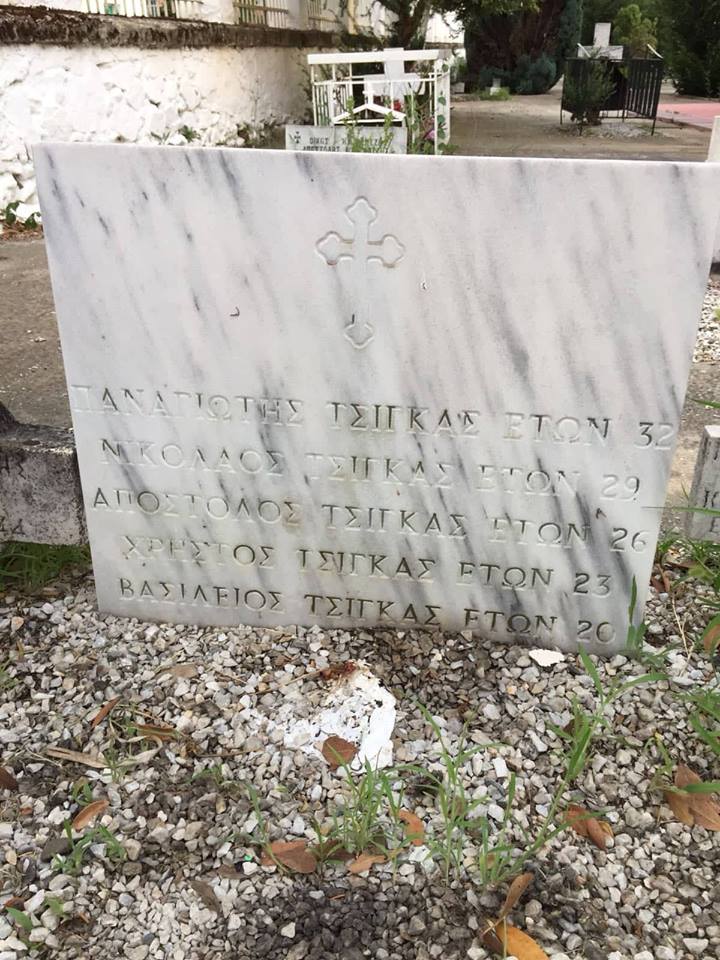 ΠΑΝΑΓΙΩΤΗΣ ΤΣΙΓΚΑΣ ΕΤΩΝ 32
ΝΙΚΟΛΑΟΣ ΤΣΙΓΚΑΣ ΕΤΩΝ 29
ΑΠΟΣΤΟΛΟΣ ΤΣΙΓΚΑΣ ΕΤΩΝ 26
ΧΡΗΣΤΟΣ ΤΣΙΓΚΑΣ ΕΤΩΝ 23
ΒΑΣΙΛΕΙΟΣ ΤΣΙΓΚΑΣ ΕΤΩΝ 20